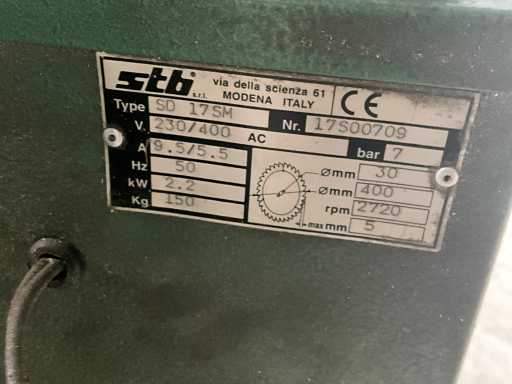 stb s.r.l. via della scienza 61
MODENA ITALY CE
Type SD 17SM Nr. 17S00709
V. 230/400 AC bar 7
A 9.5/5.5 ømm 30
Hz 50 ømm 400
kW 2.2 rpm 2720
Kg 150 max mm 5